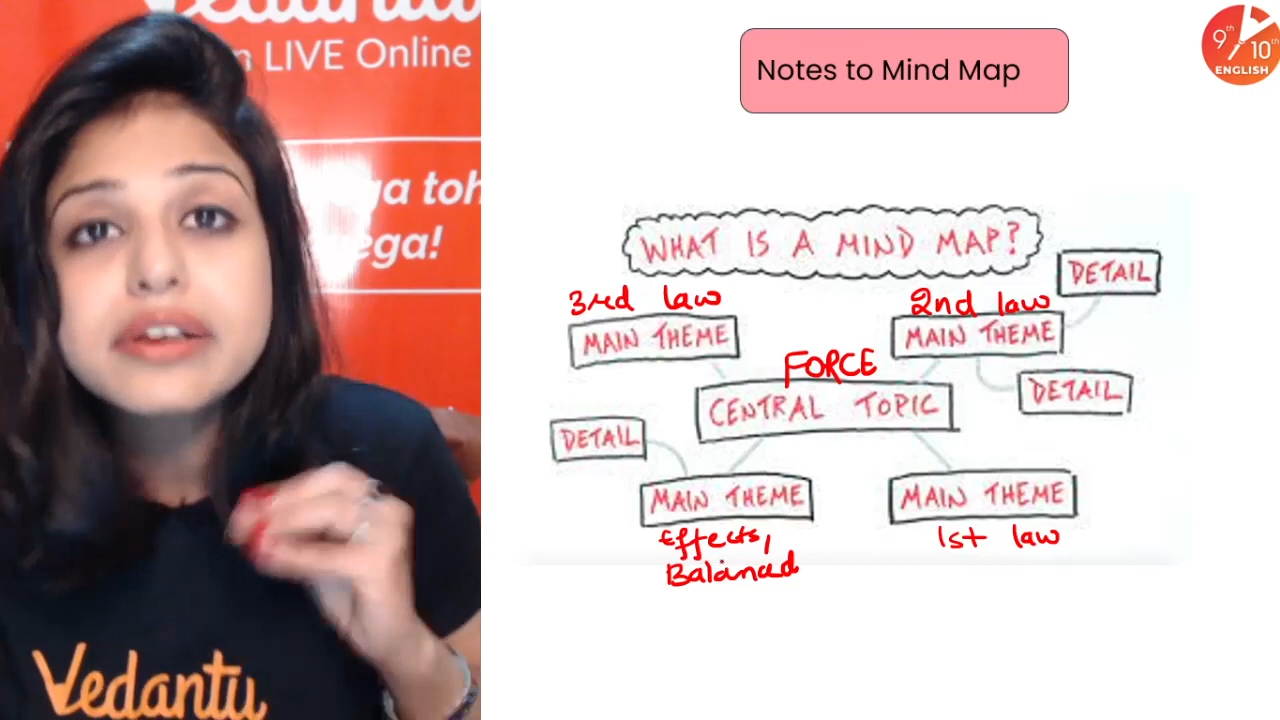 Vedantu
n LIVE Online
ga toh
ega!
Vedantu
Notes to Mind Map
9th 10th
ENGLISH
WHAT IS A MIND MAP?
DETAIL
3rd law
2nd law
MAIN THEME
MAIN THEME
FORCE
DETAIL
CENTRAL TOPIC
DETAIL
MAIN THEME
MAIN THEME
Effects,
1st law